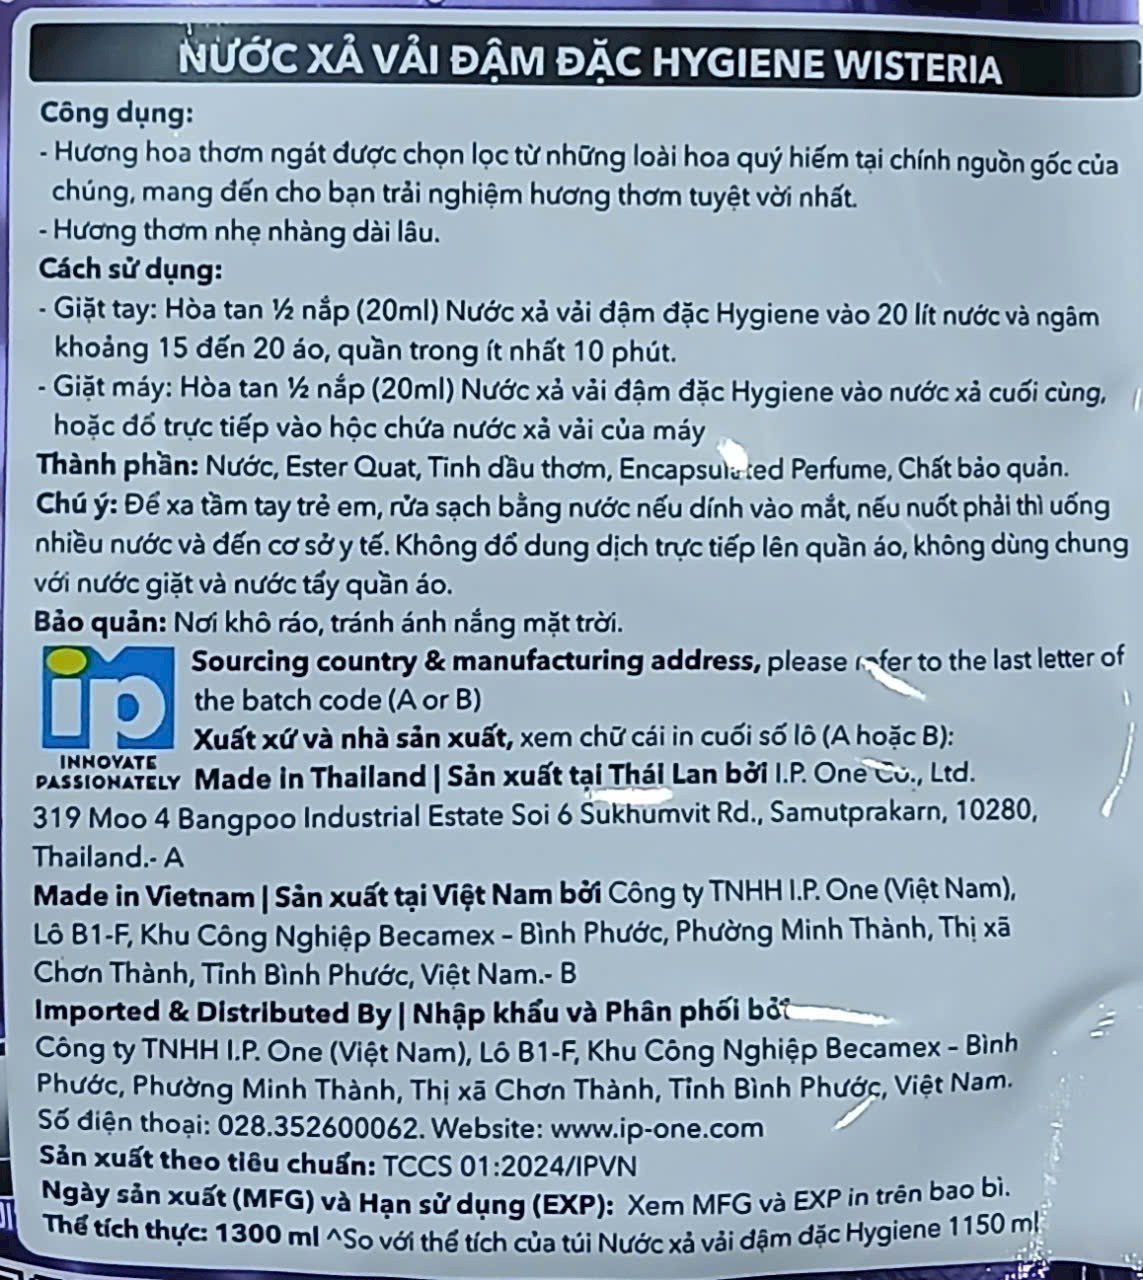 NƯỚC XẢ VẢI ĐẬM ĐẶC HYGIENE WISTERIA
Công dụng:
- Hương hoa thơm ngát được chọn lọc từ những loài hoa quý hiếm tại chính nguồn gốc của
chúng, mang đến cho bạn trải nghiệm hương thơm tuyệt vời nhất.
- Hương thơm nhẹ nhàng dài lâu.
Cách sử dụng:
- Giặt tay: Hòa tan ½ nắp (20ml) Nước xả vải đậm đặc Hygiene vào 20 lít nước và ngâm
khoảng 15 đến 20 áo, quần trong ít nhất 10 phút.
- Giặt máy: Hòa tan ½ nắp (20ml) Nước xả vải đậm đặc Hygiene vào nước xả cuối cùng,
hoặc đổ trực tiếp vào hộc chứa nước xả vải của máy
Thành phần: Nước, Ester Quat, Tinh dầu thơm, Encapsulated Perfume, Chất bảo quản.
Chú ý: Để xa tầm tay trẻ em, rửa sạch bằng nước nếu dính vào mắt, nếu nuốt phải thì uống
nhiều nước và đến cơ sở y tế. Không đổ dung dịch trực tiếp lên quần áo, không dùng chung
với nước giặt và nước tẩy quần áo.
Bảo quản: Nơi khô ráo, tránh ánh nắng mặt trời.
ip
INNOVATE
PASSIONATELY
Sourcing country & manufacturing address, please refer to the last letter of
the batch code (A or B)
Xuất xứ và nhà sản xuất, xem chữ cái in cuối số lô (A hoặc B):
Made in Thailand | Sản xuất tại Thái Lan bởi I.P. One Co., Ltd.
319 Moo 4 Bangpoo Industrial Estate Soi 6 Sukhumvit Rd., Samutprakarn, 10280,
Thailand.- A
Made in Vietnam | Sản xuất tại Việt Nam bởi Công ty TNHH I.P. One (Việt Nam),
Lô B1-F, Khu Công Nghiệp Becamex – Bình Phước, Phường Minh Thành, Thị xã
Chơn Thành, Tỉnh Bình Phước, Việt Nam.- B
Imported & Distributed By | Nhập khẩu và Phân phối bởi
Công ty TNHH I.P. One (Việt Nam), Lô B1-F, Khu Công Nghiệp Becamex – Bình
Phước, Phường Minh Thành, Thị xã Chơn Thành, Tỉnh Bình Phước, Việt Nam.
Số điện thoại: 028.352600062. Website: www.ip-one.com
Sản xuất theo tiêu chuẩn: TCCS 01:2024/IPVN
Ngày sản xuất (MFG) và Hạn sử dụng (EXP): Xem MFG và EXP in trên bao bì.
Thể tích thực: 1300 ml ^So với thể tích của túi Nước xả vải đậm đặc Hygiene 1150 ml